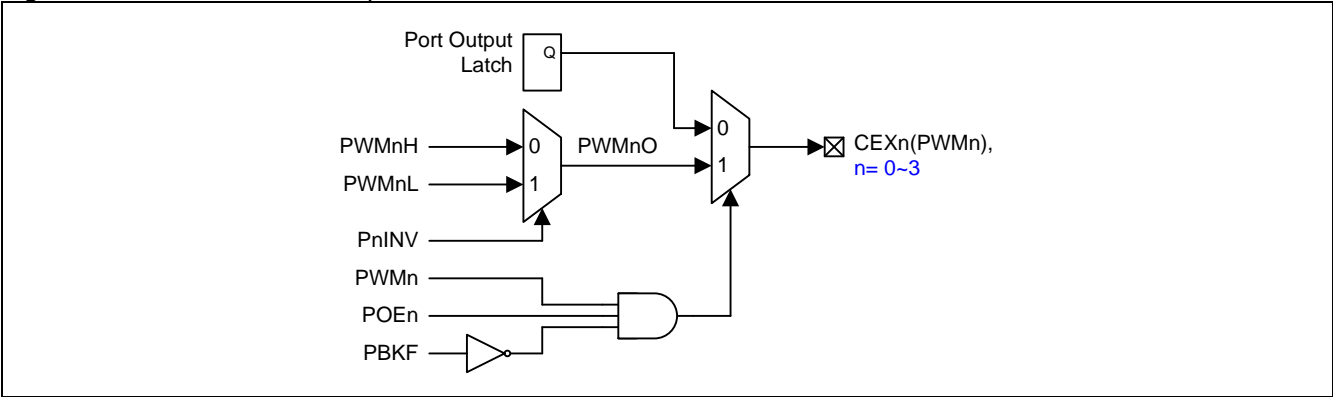 Port Output
Latch
Q
PWMnH
0
PWMnO
0
CEXn(PWMn),
PWMnL
1
1
n= 0~3
PnINV
PWMn
POEn
PBKF